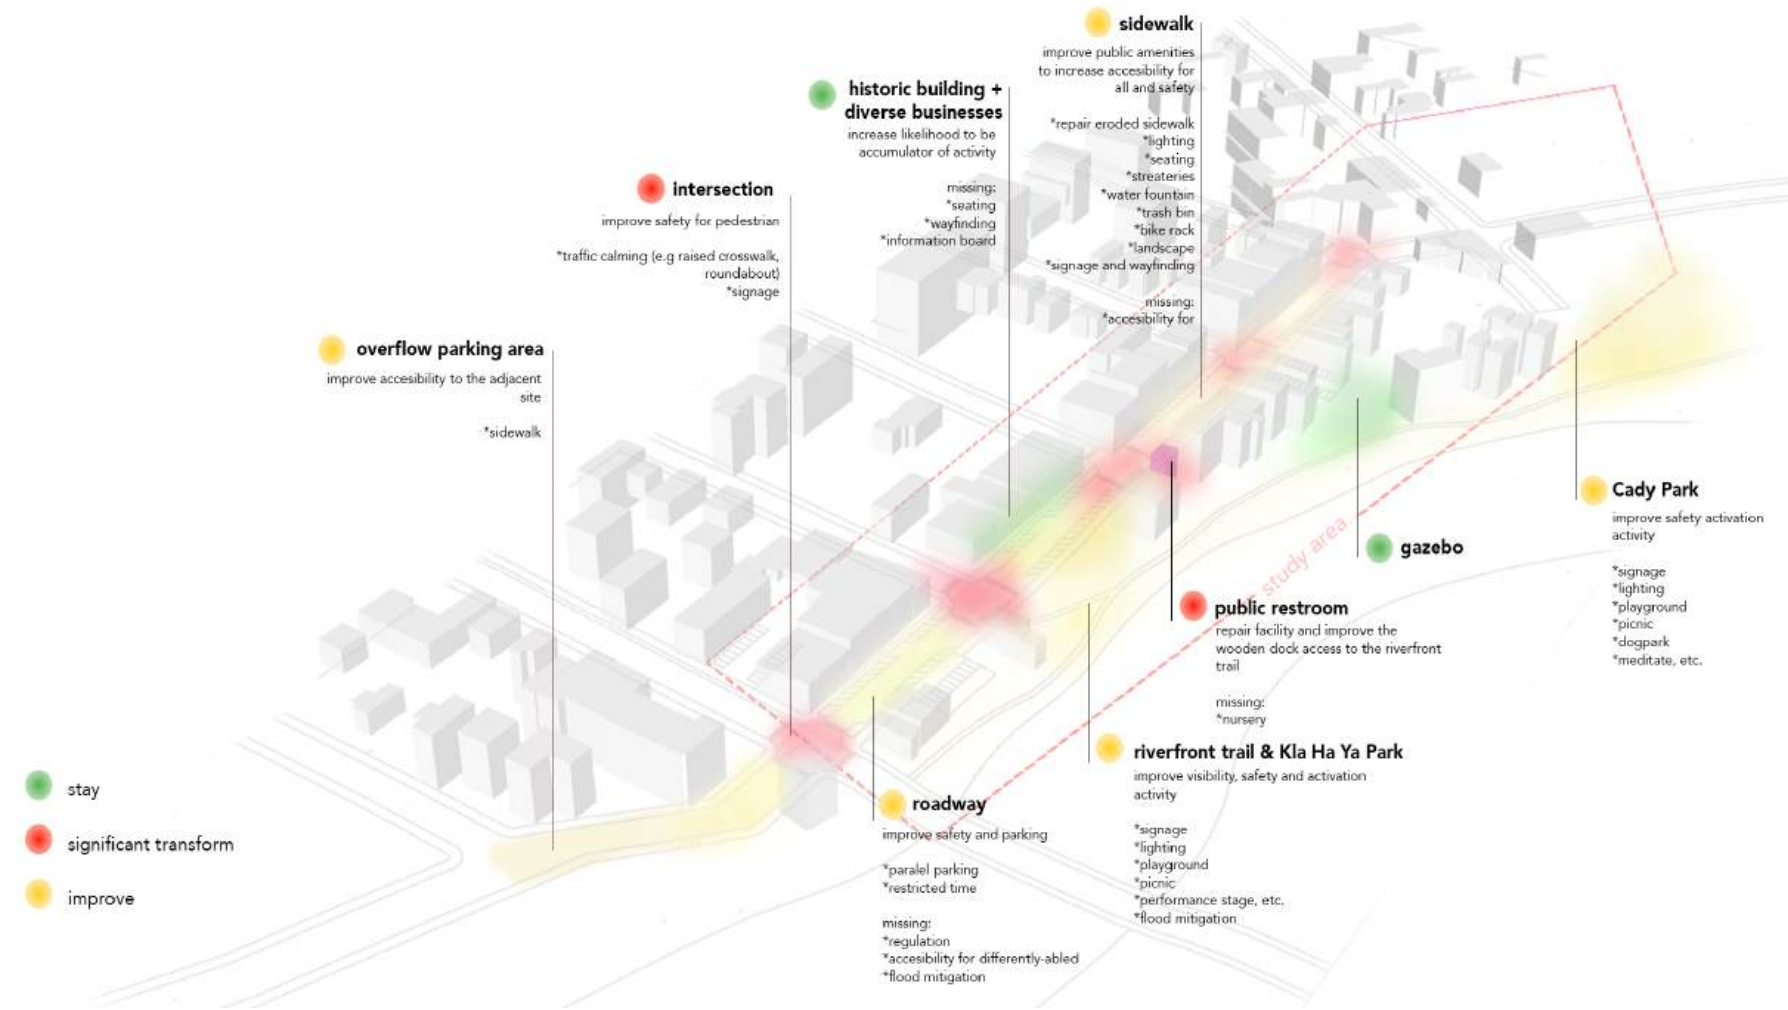 sidewalk
improve public amenities
to increase accesibility for
all and safety
*repair eroded sidewalk
*lighting
*seating
*streateries
*water fountain
*trash bin
*bike rack
*landscape
*signage and wayfinding
missing:
*accesibility for
historic building +
diverse businesses
increase likelihood to be
accumulator of activity
missing:
*seating
*wayfinding
*information board
intersection
improve safety for pedestrian
*traffic calming (e.g raised crosswalk,
roundabout)
*signage
overflow parking area
improve accesibility to the adjacent
site
*sidewalk
Cady Park
improve safety activation
activity
*signage
*lighting
*playground
*picnic
*dogpark
*meditate, etc.
gazebo
study area
public restroom
repair facility and improve the
wooden dock access to the riverfront
trail
missing:
*nursery
riverfront trail & Kla Ha Ya Park
improve visibility, safety and activation
activity
*signage
*lighting
*playground
*picnic
*performance stage, etc.
*flood mitigation
roadway
improve safety and parking
*paralel parking
*restricted time
missing:
*regulation
*accesibility for differently-abled
*flood mitigation
stay
significant transform
improve